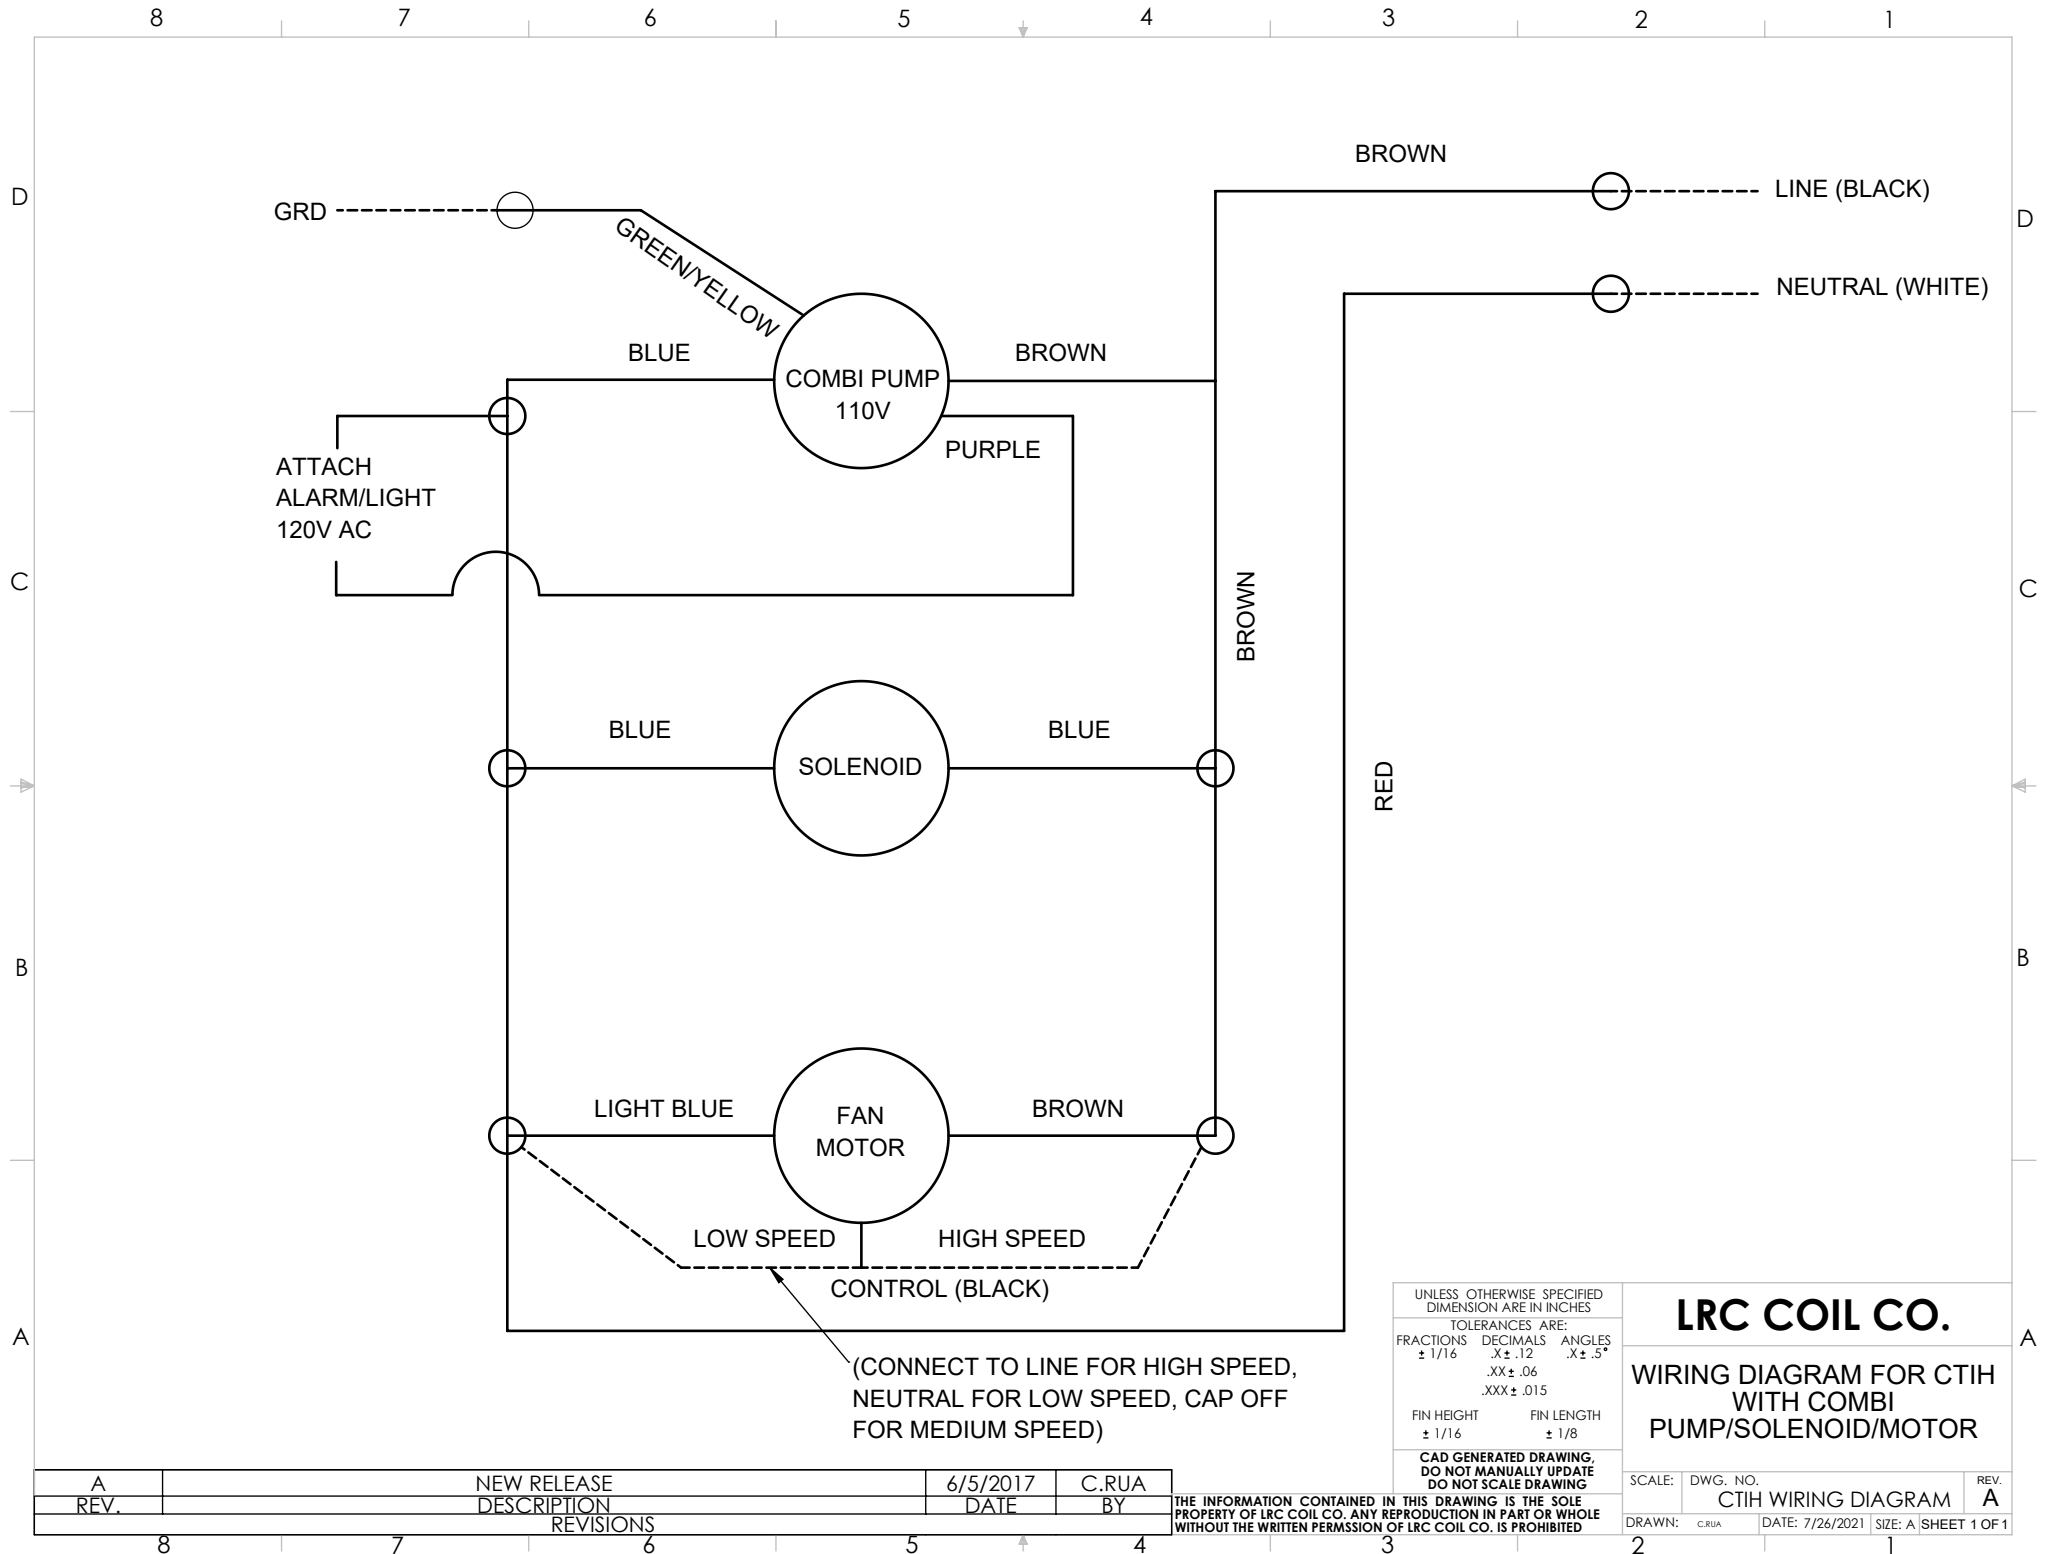 8 7 6 5 4 3 2 1
D
D
BROWN
LINE (BLACK)
GRD
GREEN/YELLOW
NEUTRAL (WHITE)
BLUE
COMBI PUMP
110V
BROWN
PURPLE
ATTACH
ALARM/LIGHT
120V AC
C
C
BROWN
BLUE
SOLENOID
BLUE
RED
B
B
LIGHT BLUE
FAN
MOTOR
BROWN
LOW SPEED
HIGH SPEED
CONTROL (BLACK)
A
A
(CONNECT TO LINE FOR HIGH SPEED,
NEUTRAL FOR LOW SPEED, CAP OFF
FOR MEDIUM SPEED)
UNLESS OTHERWISE SPECIFIED
DIMENSION ARE IN INCHES
TOLERANCES ARE:
FRACTIONS DECIMALS ANGLES
± 1/16 .X ± .12 .X ± .5°
.XX ± .06
.XXX ± .015
FIN HEIGHT FIN LENGTH
± 1/16 ± 1/8
CAD GENERATED DRAWING,
DO NOT MANUALLY UPDATE
DO NOT SCALE DRAWING
LRC COIL CO.
WIRING DIAGRAM FOR CTIH
WITH COMBI
PUMP/SOLENOID/MOTOR
SCALE: DWG. NO. REV.
CTIH WIRING DIAGRAM A
DRAWN: C.RUA DATE: 7/26/2021 SIZE: A SHEET 1 OF 1
A NEW RELEASE 6/5/2017 C.RUA
REV. DESCRIPTION DATE BY
REVISIONS
THE INFORMATION CONTAINED IN THIS DRAWING IS THE SOLE
PROPERTY OF LRC COIL CO. ANY REPRODUCTION IN PART OR WHOLE
WITHOUT THE WRITTEN PERMSSION OF LRC COIL CO. IS PROHIBITED
8 7 6 5 4 3 2 1